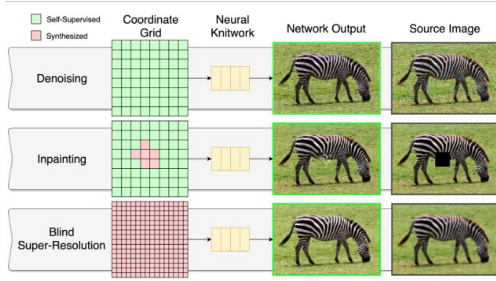 Self-Supervised
Synthesized
Coordinate
Grid
Neural
Knitwork
Network Output
Source Image
Denoising
Inpainting
Blind
Super-Resolution